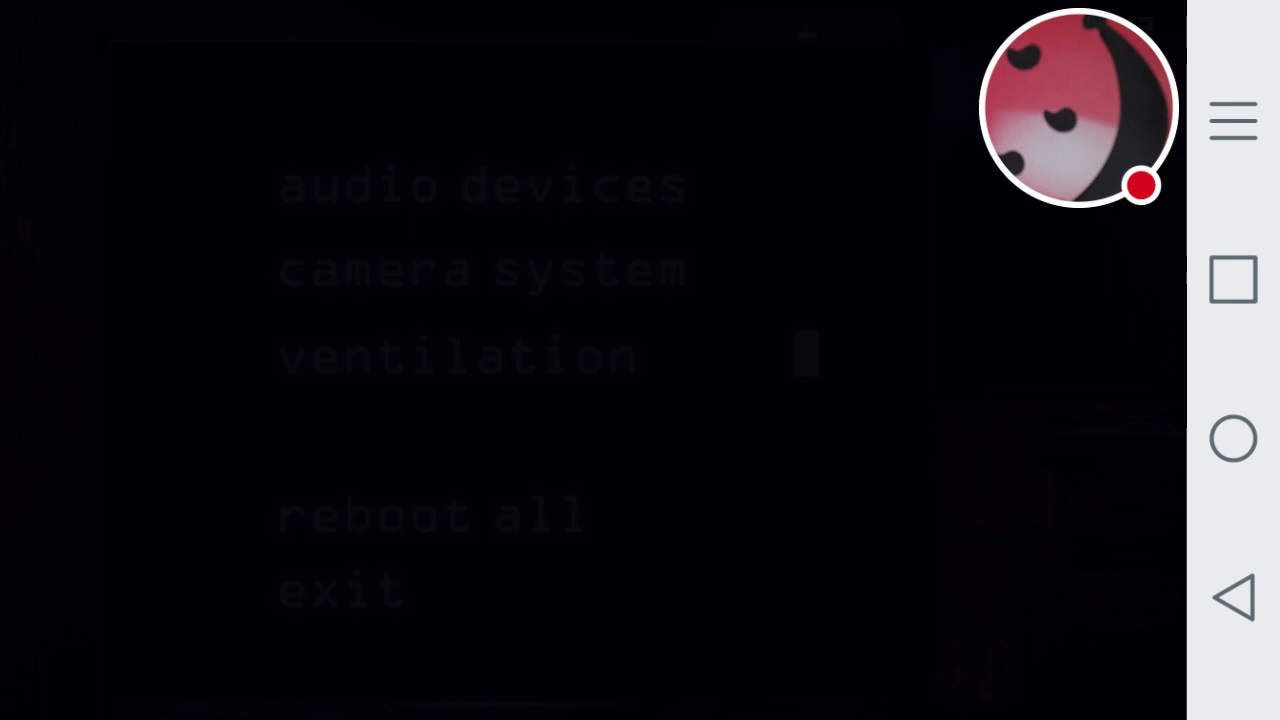 audio devices
camera system
ventilation
reboot all
exit